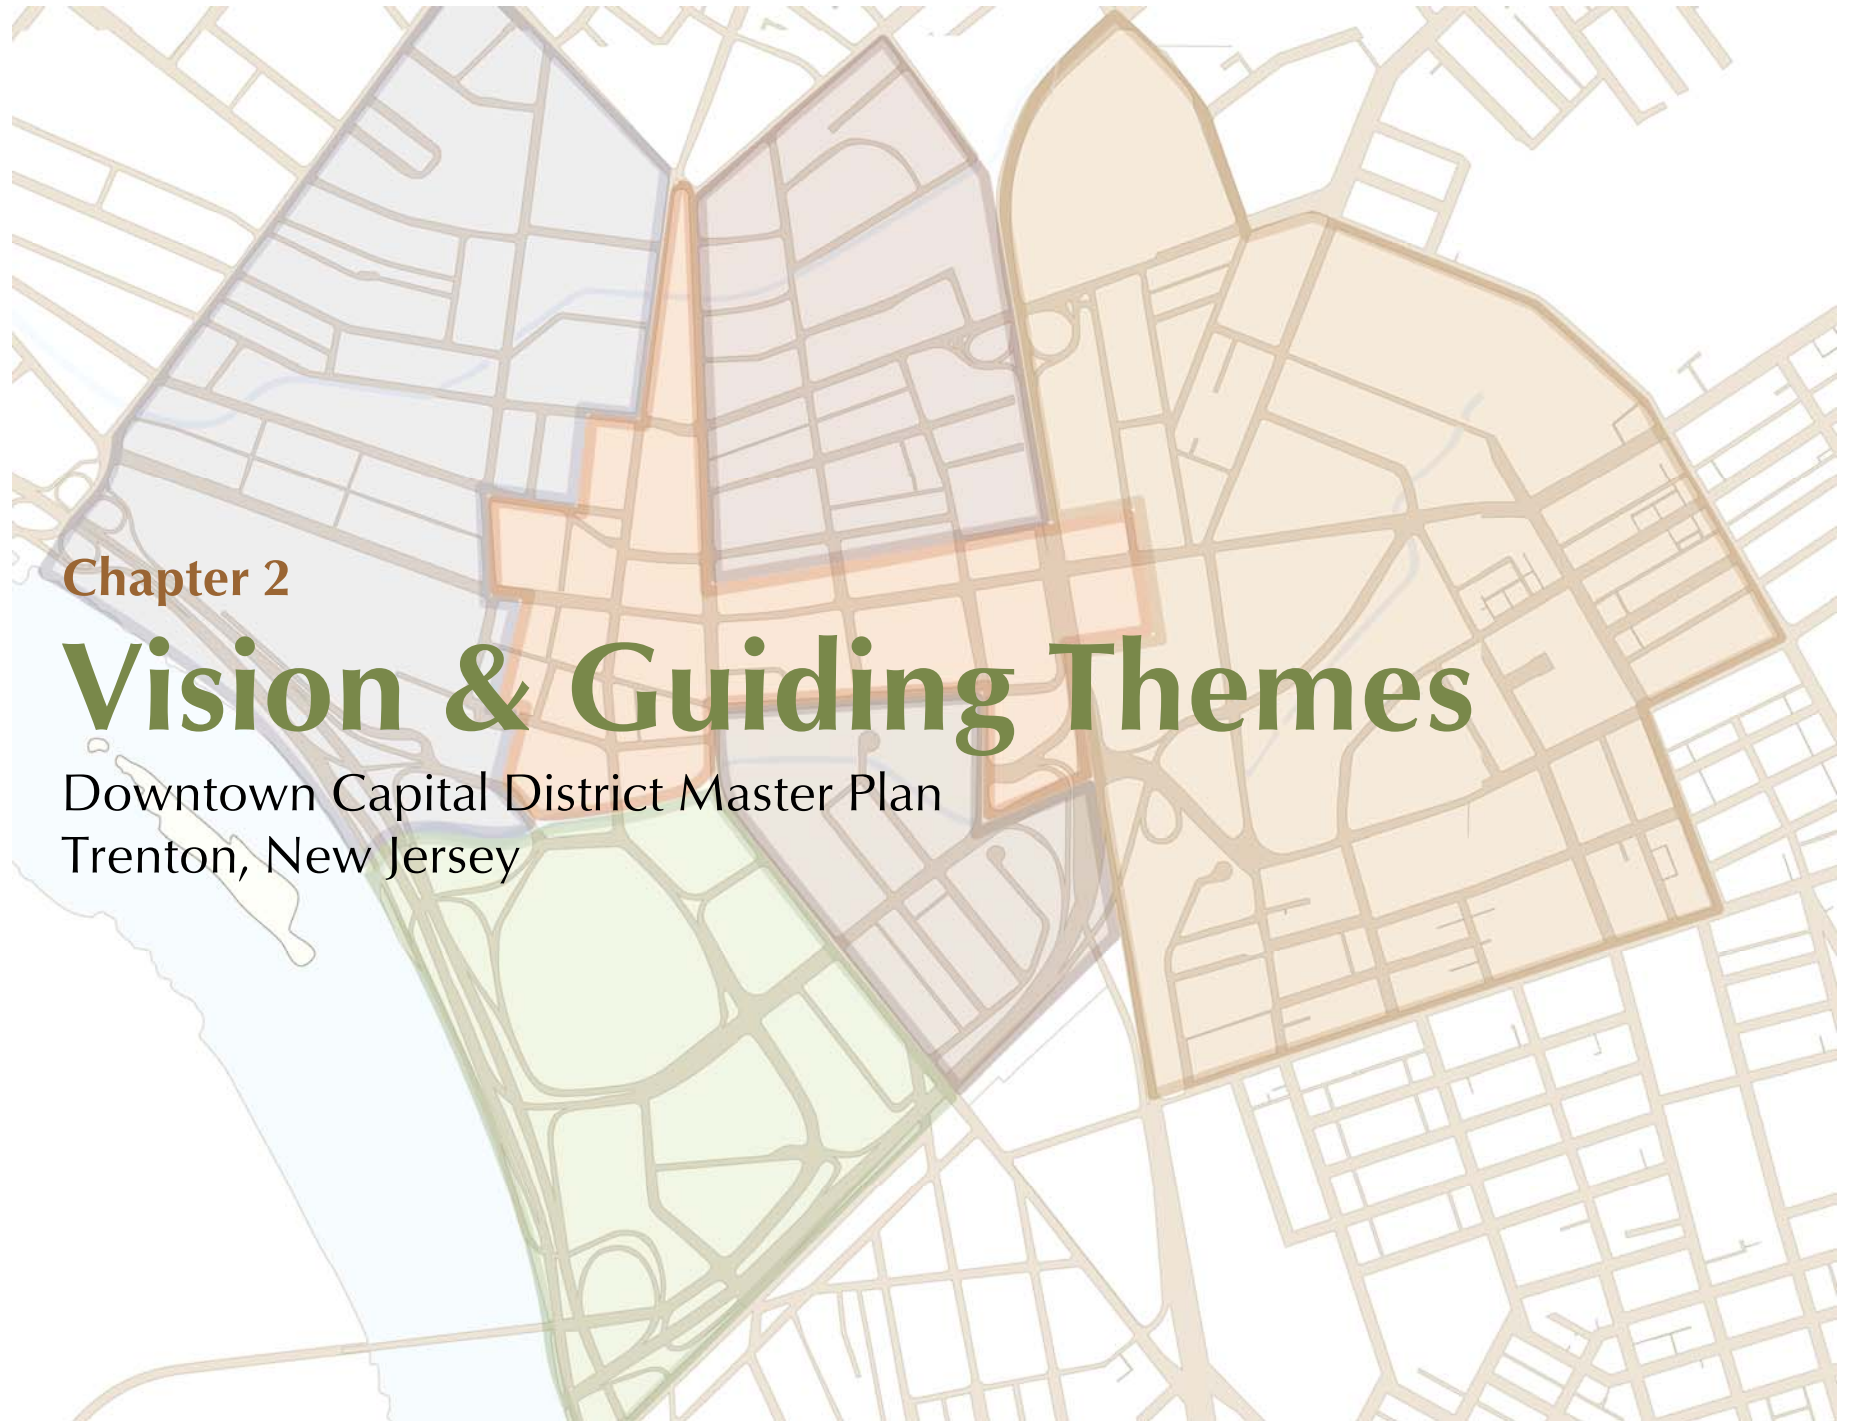 Chapter 2
Vision & Guiding Themes
Downtown Capital District Master Plan
Trenton, New Jersey